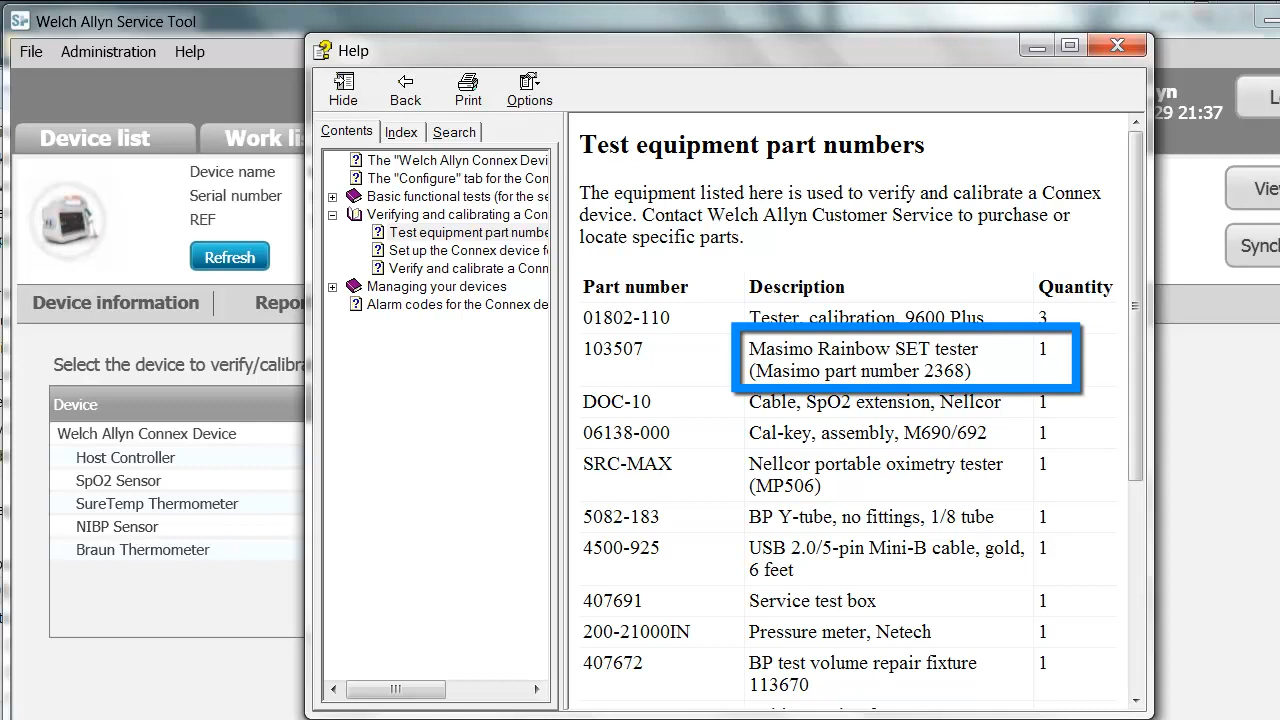 Welch Allyn Service Tool
File Administration Help
Device list
Work li
yn
29 21:37
L
Device name
Serial number
REF
Refresh
Vie
Sync
Device information
Repor
Select the device to verify/calibra
Device
Welch Allyn Connex Device
Host Controller
SpO2 Sensor
SureTemp Thermometer
NIBP Sensor
Braun Thermometer
Help
Hide Back Print Options
Contents Index Search
The "Welch Allyn Connex Devi
The "Configure" tab for the Con
Basic functional tests (for the se
Verifying and calibrating a Con
Test equipment part numbe
Set up the Connex device fo
Verify and calibrate a Conn
Managing your devices
Alarm codes for the Connex de
Test equipment part numbers
The equipment listed here is used to verify and calibrate a Connex
device. Contact Welch Allyn Customer Service to purchase or
locate specific parts.
Part number Description Quantity
01802-110 Tester, calibration, 9600 Plus 3
103507 Masimo Rainbow SET tester 1
(Masimo part number 2368)
DOC-10 Cable, SpO2 extension, Nellcor 1
06138-000 Cal-key, assembly, M690/692 1
SRC-MAX Nellcor portable oximetry tester 1
(MP506)
5082-183 BP Y-tube, no fittings, 1/8 tube 1
4500-925 USB 2.0/5-pin Mini-B cable, gold, 1
6 feet
407691 Service test box 1
200-21000IN Pressure meter, Netech 1
407672 BP test volume repair fixture 1
113670